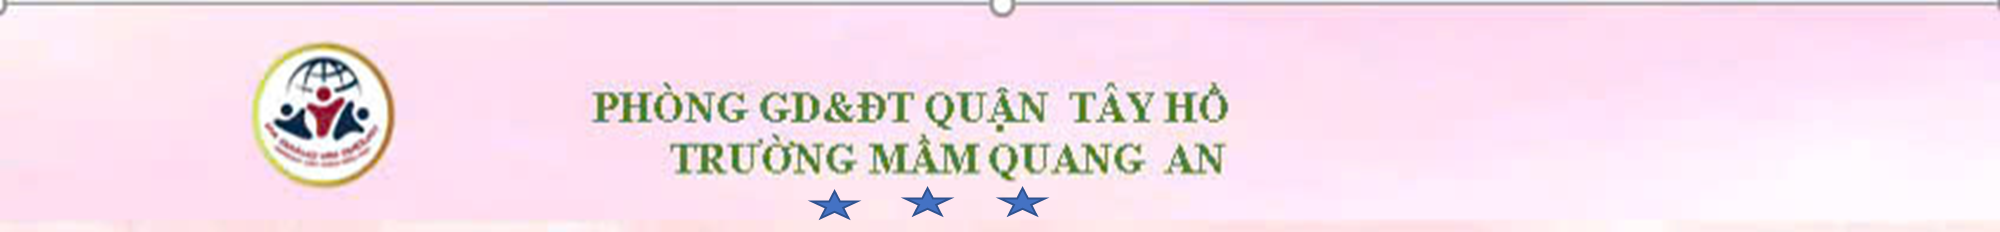 PHÒNG GD&ĐT QUẬN TÂY HỒ
TRƯỜNG MẦM QUANG AN